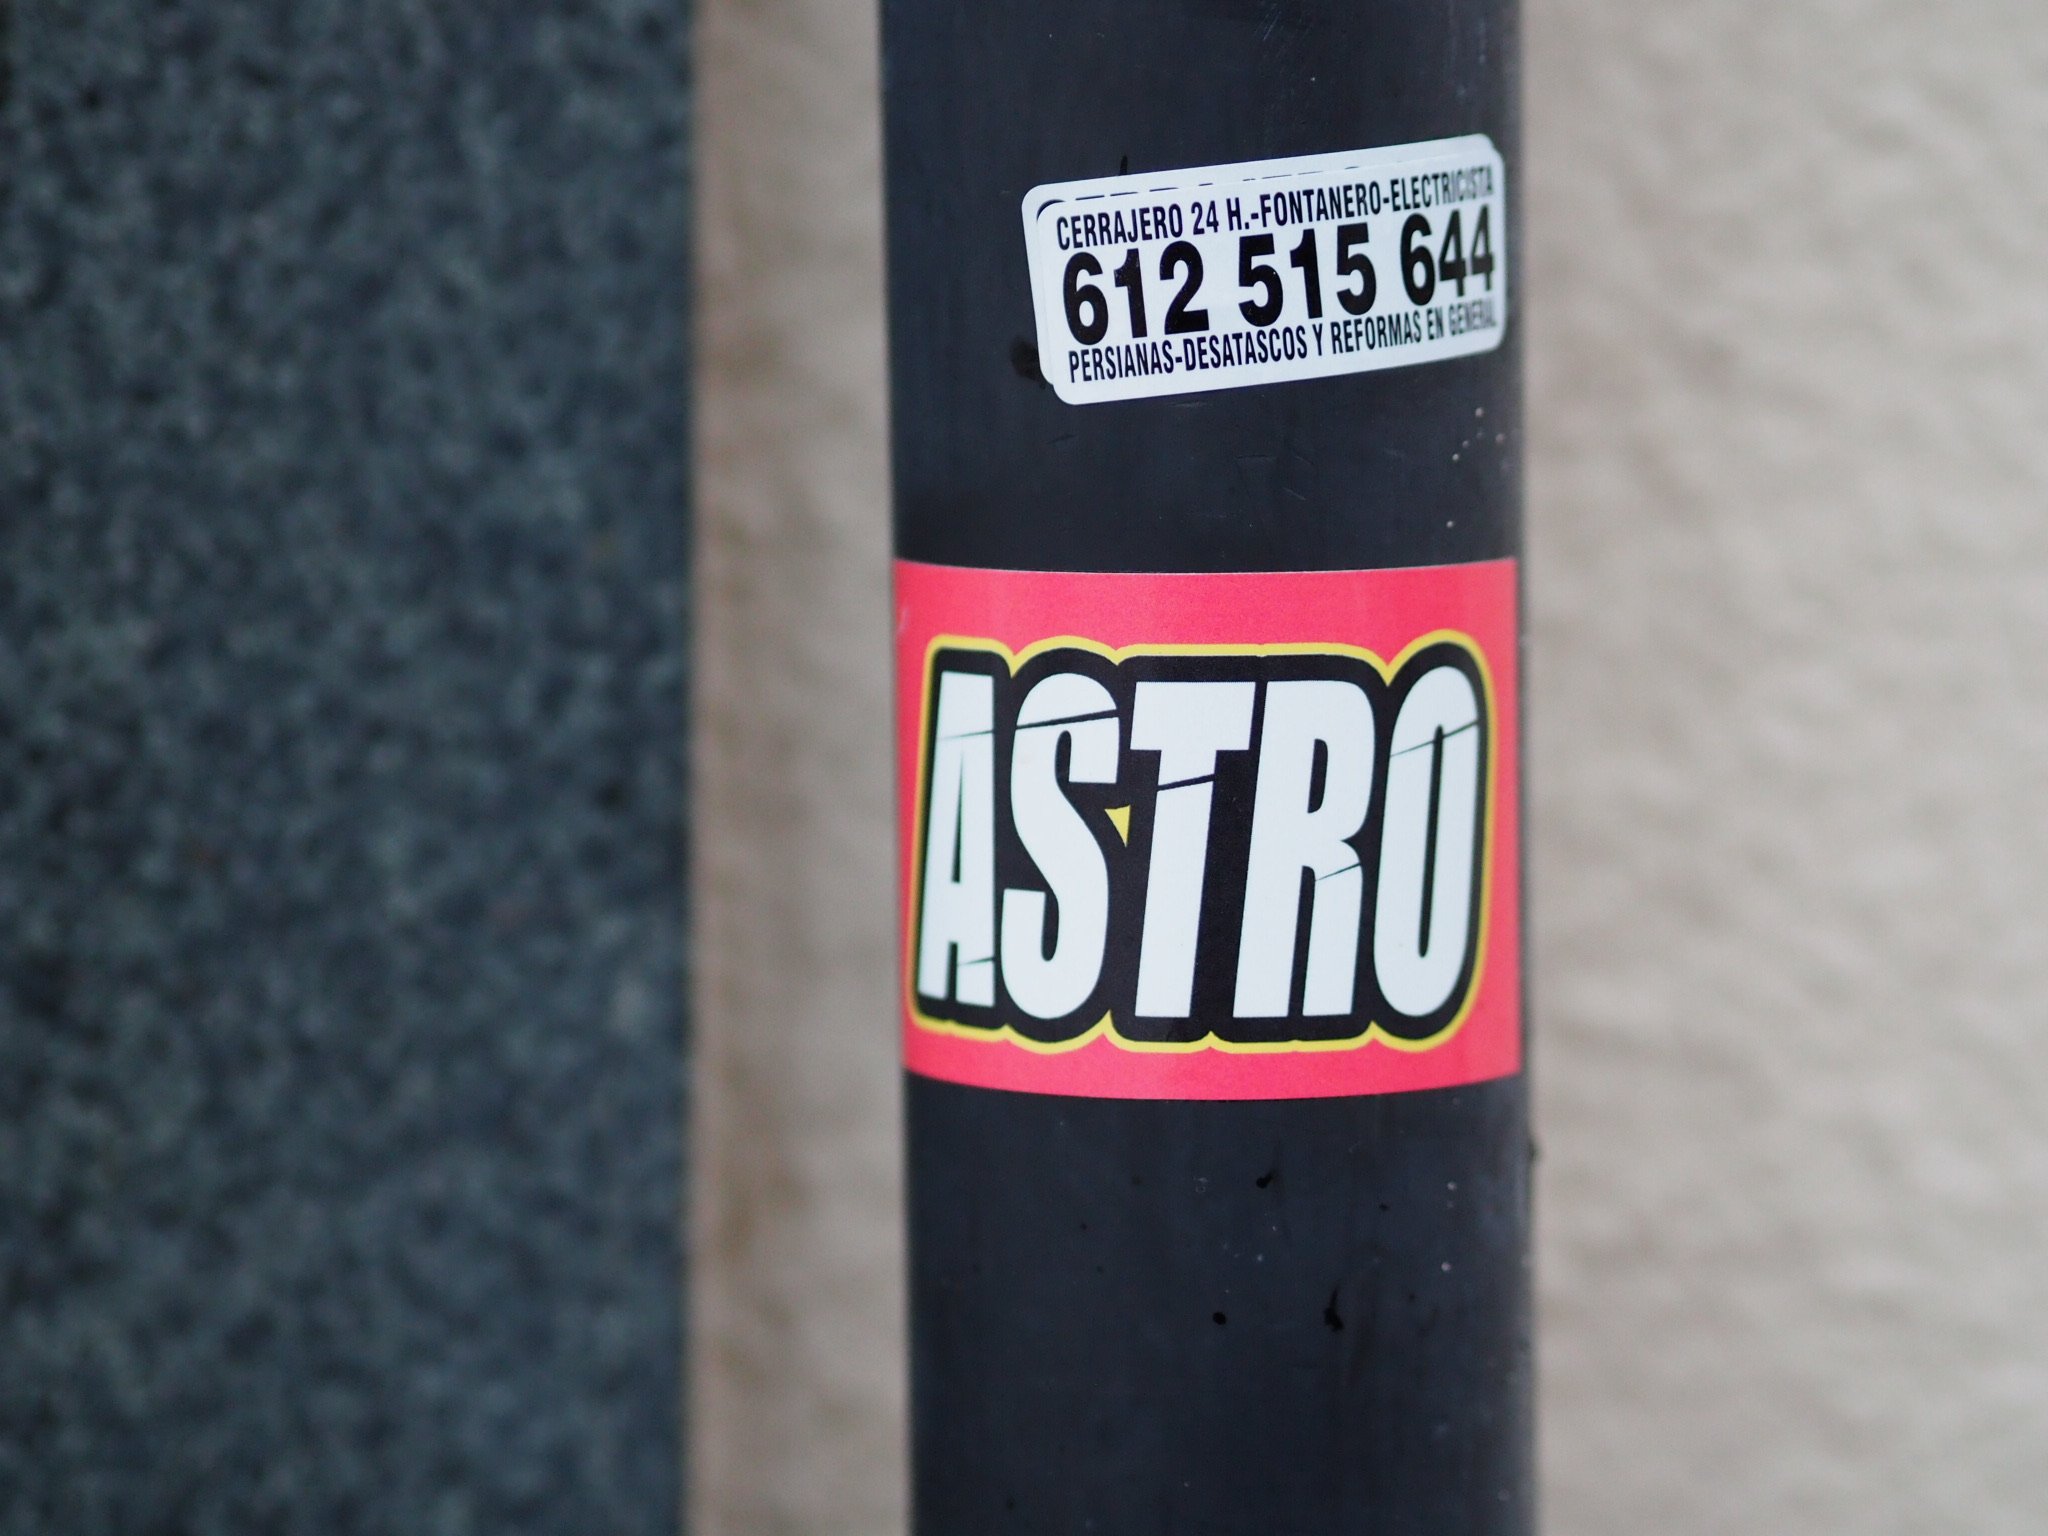 CERRAJERO 24 H.-FONTANERO-ELECTRICISTA
612 515 644
PERSIANAS-DESATASCOS Y REFORMAS EN GENERAL
ASTRO